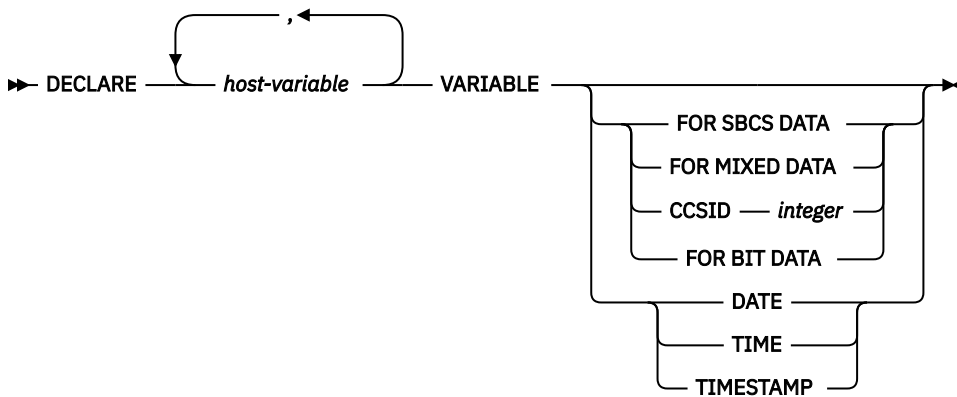 ,
DECLARE host-variable VARIABLE
FOR SBCS DATA
FOR MIXED DATA
CCSID integer
FOR BIT DATA
DATE
TIME
TIMESTAMP